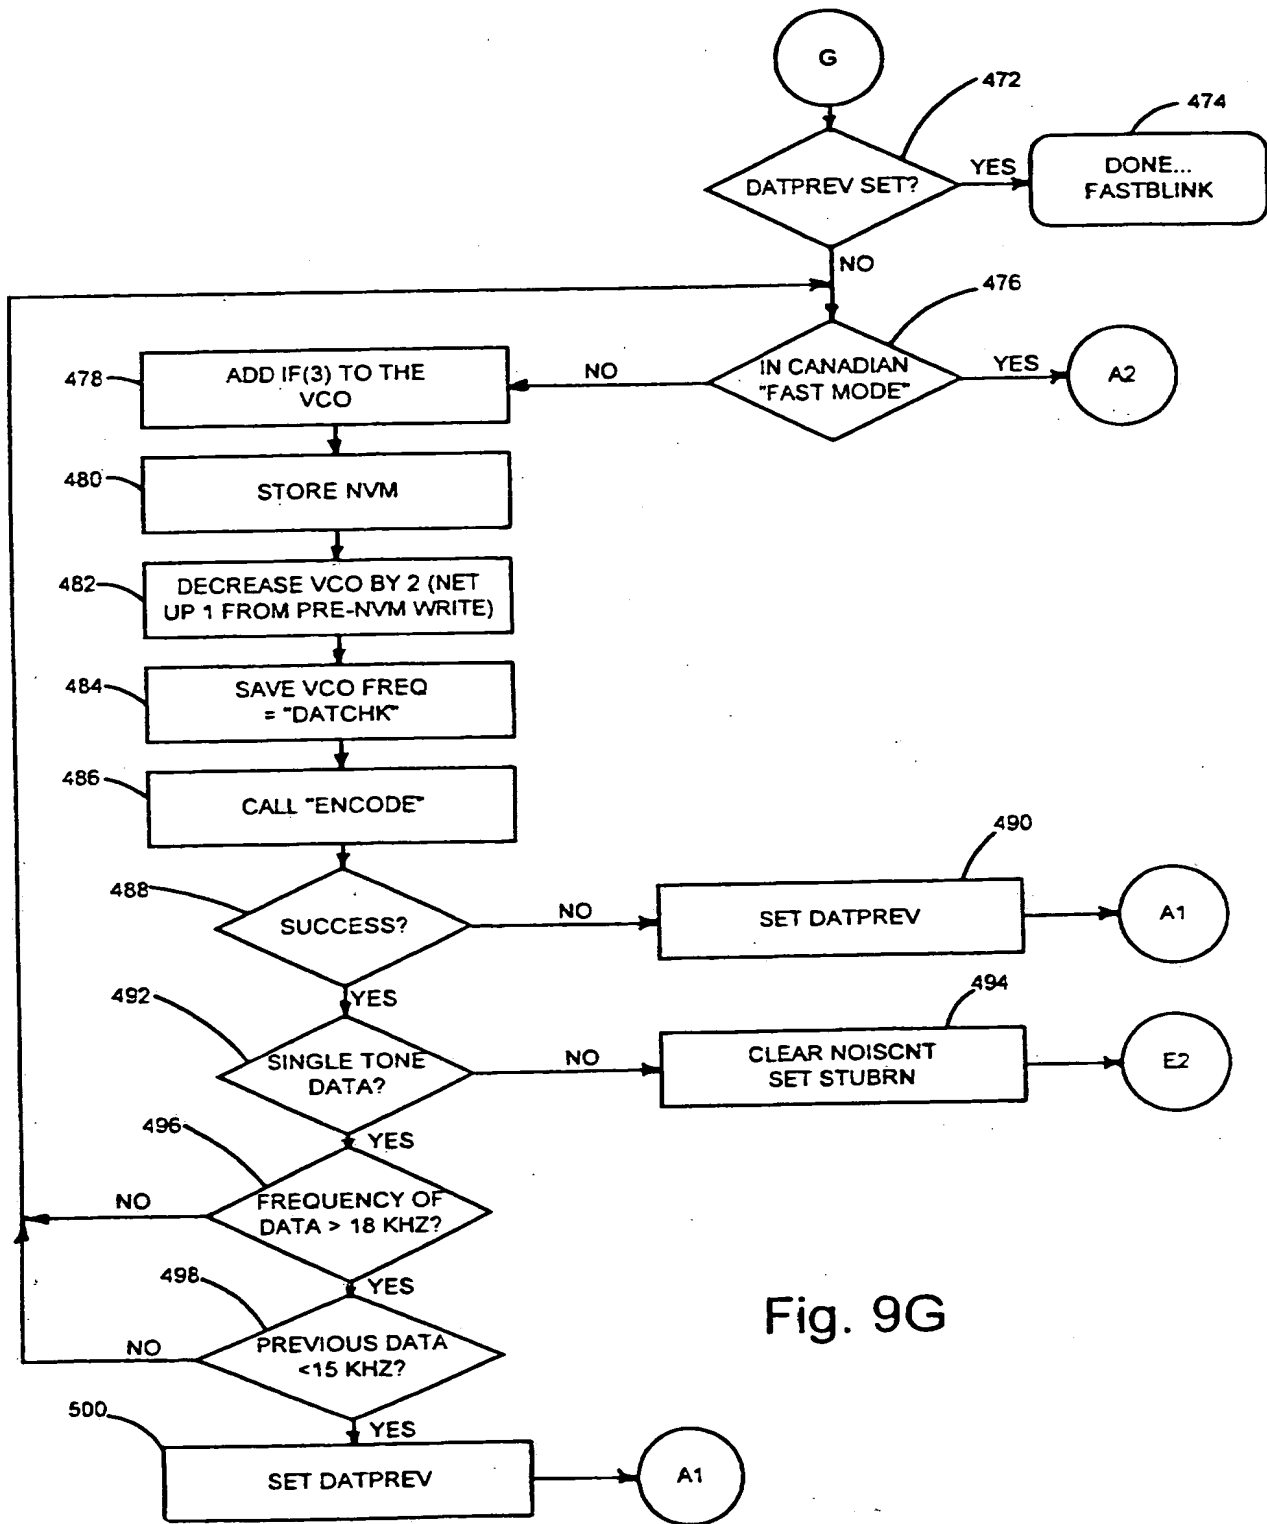 G
472
474
DATPREV SET?
YES
DONE...
FASTBLINK
NO
476
IN CANADIAN
"FAST MODE"
YES
A2
NO
478
ADD IF(3) TO THE
VCO
480
STORE NVM
482
DECREASE VCO BY 2 (NET
UP 1 FROM PRE-NVM WRITE)
484
SAVE VCO FREQ
= "DATCHK"
486
CALL "ENCODE"
488
SUCCESS?
NO
490
SET DATPREV
A1
YES
492
SINGLE TONE
DATA?
NO
494
CLEAR NOISCNT
SET STUBRN
E2
YES
496
FREQUENCY OF
DATA > 18 KHZ?
NO
YES
498
PREVIOUS DATA
<15 KHZ?
NO
YES
500
SET DATPREV
A1
Fig. 9G